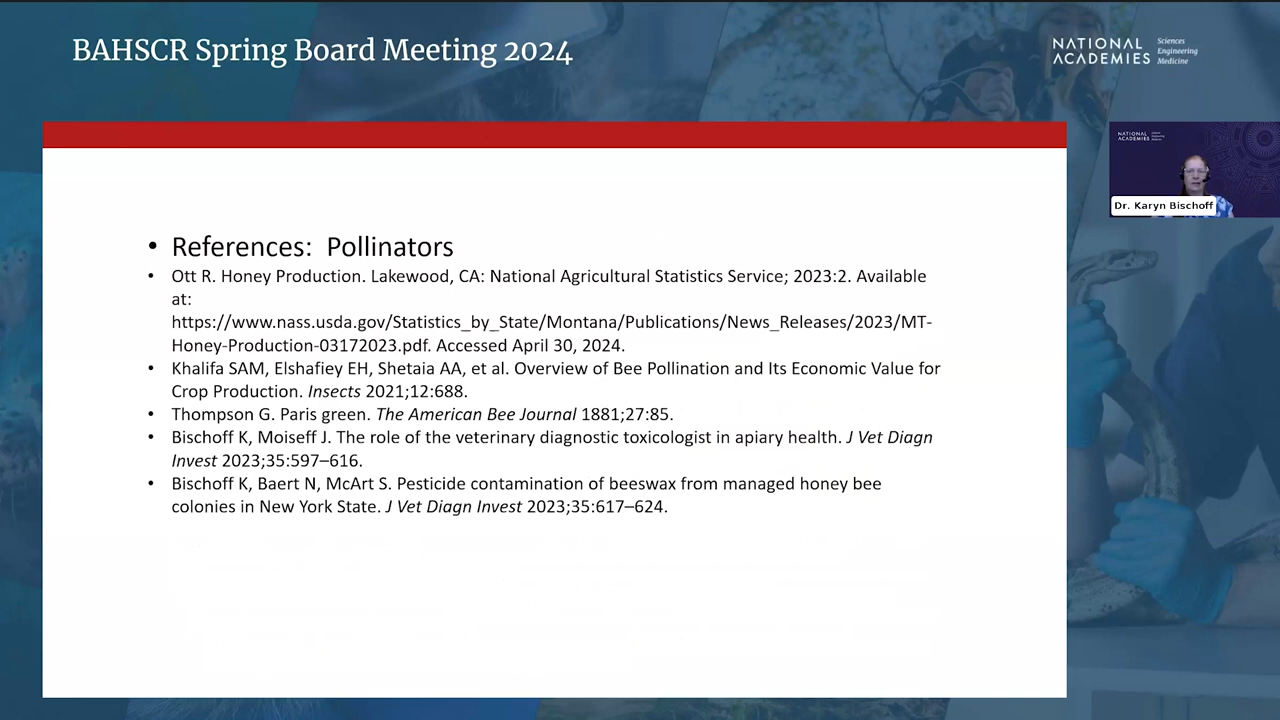 BAHSCR Spring Board Meeting 2024
NATIONAL ACADEMIES
Sciences
Engineering
Medicine
NATIONAL
ACADEMIES
Dr. Karyn Bischoff
• References: Pollinators
• Ott R. Honey Production. Lakewood, CA: National Agricultural Statistics Service; 2023:2. Available
at:
https://www.nass.usda.gov/Statistics_by_State/Montana/Publications/News_Releases/2023/MT-
Honey-Production-03172023.pdf. Accessed April 30, 2024.
• Khalifa SAM, Elshafiey EH, Shetaia AA, et al. Overview of Bee Pollination and Its Economic Value for
Crop Production. Insects 2021;12:688.
• Thompson G. Paris green. The American Bee Journal 1881;27:85.
• Bischoff K, Moiseff J. The role of the veterinary diagnostic toxicologist in apiary health. J Vet Diagn
Invest 2023;35:597–616.
• Bischoff K, Baert N, McArt S. Pesticide contamination of beeswax from managed honey bee
colonies in New York State. J Vet Diagn Invest 2023;35:617–624.